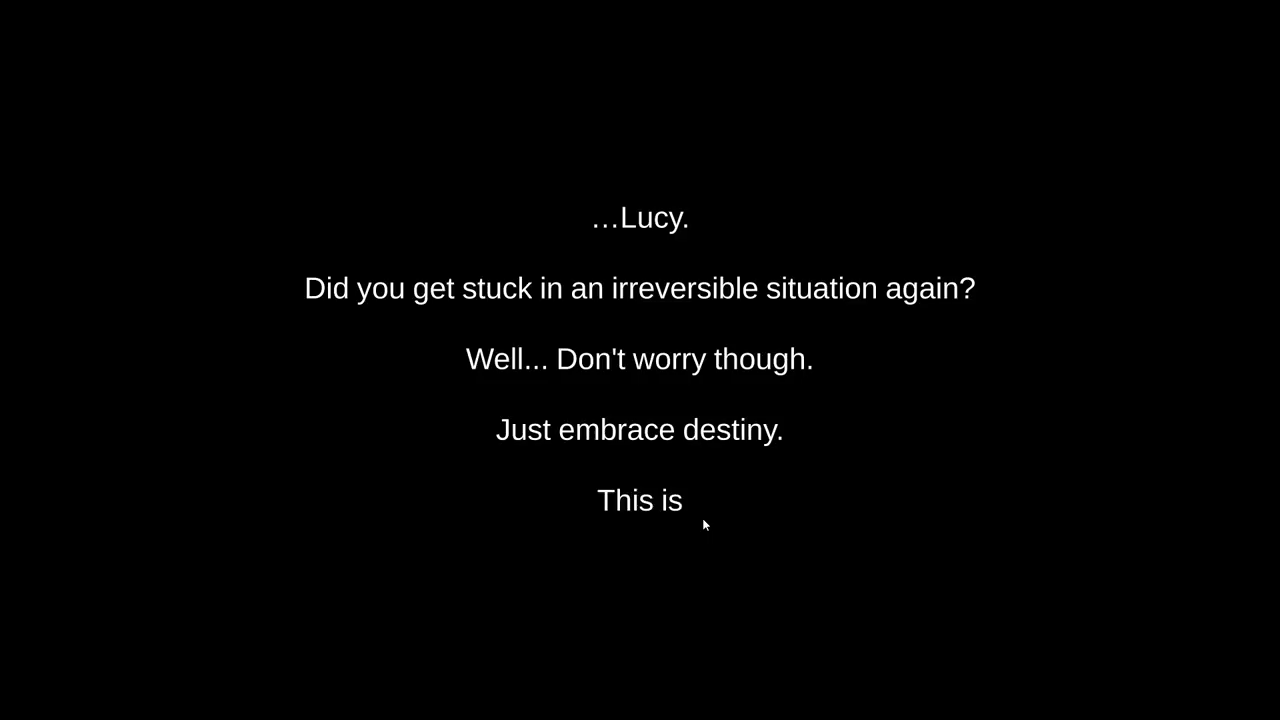 …Lucy.
Did you get stuck in an irreversible situation again?
Well... Don't worry though.
Just embrace destiny.
This is